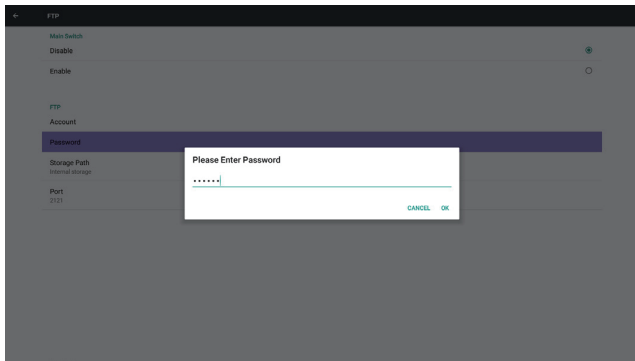 FTP
Main Switch
Disable
Enable
FTP
Account
Password
Storage Path
Internal storage
Port
2121
Please Enter Password
••••••
CANCEL OK